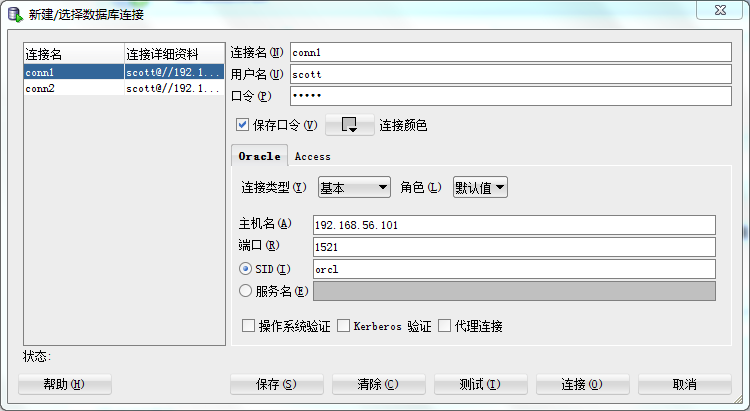 新建/选择数据库连接
连接名 连接详细资料
conn1 scott@//192.1...
conn2 scott@//192.1...
连接名(N) conn1
用户名(U) scott
口令(P) •••••
保存口令(V) 连接颜色
Oracle Access
连接类型(Y) 基本 角色(L) 默认值
主机名(A) 192.168.56.101
端口(R) 1521
SID(I) orcl
服务名(E)
操作系统验证 Kerberos 验证 代理连接
状态:
帮助(H) 保存(S) 清除(C) 测试(T) 连接(O) 取消